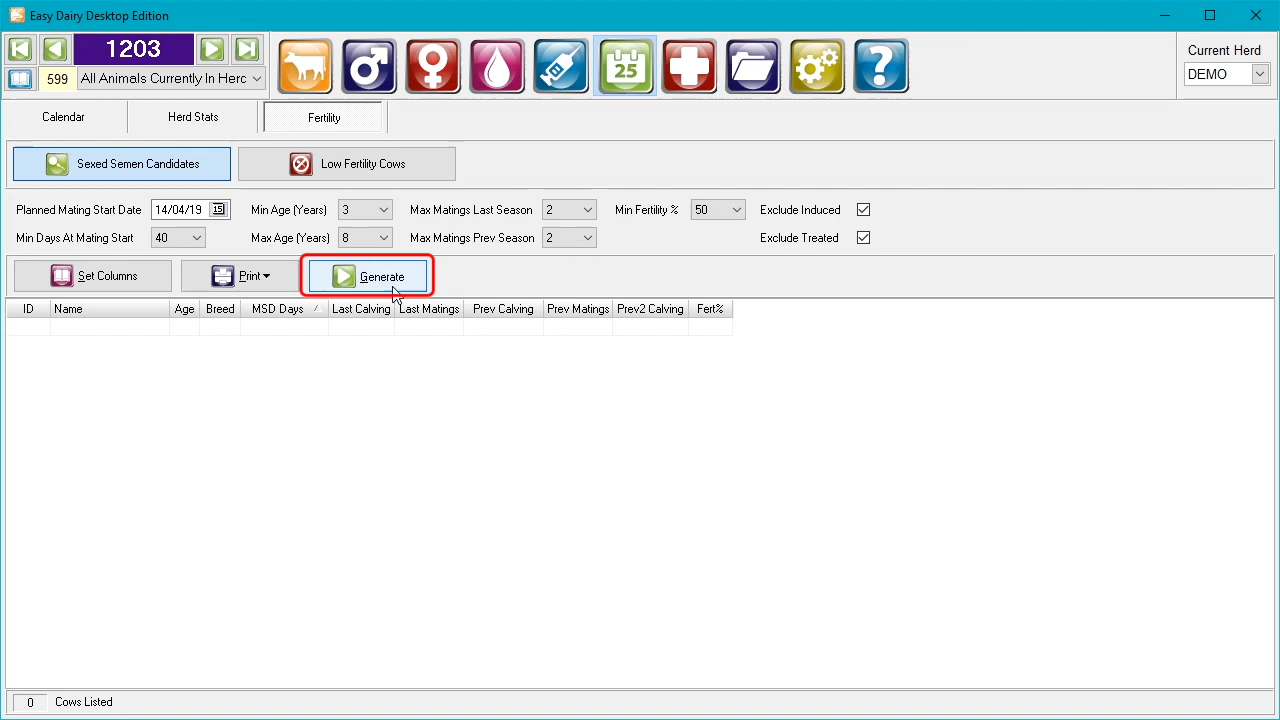 Easy Dairy Desktop Edition
1203
599 All Animals Currently In Herd
25
?
Current Herd
DEMO
Calendar Herd Stats Fertility
Sexed Semen Candidates Low Fertility Cows
Planned Mating Start Date 14/04/19 15 Min Age (Years) 3 Max Matings Last Season 2 Min Fertility % 50 Exclude Induced
Min Days At Mating Start 40 Max Age (Years) 8 Max Matings Prev Season 2 Exclude Treated
Set Columns Print Generate
ID Name Age Breed MSD Days Last Calving Last Matings Prev Calving Prev Matings Prev2 Calving Fert%
0 Cows Listed